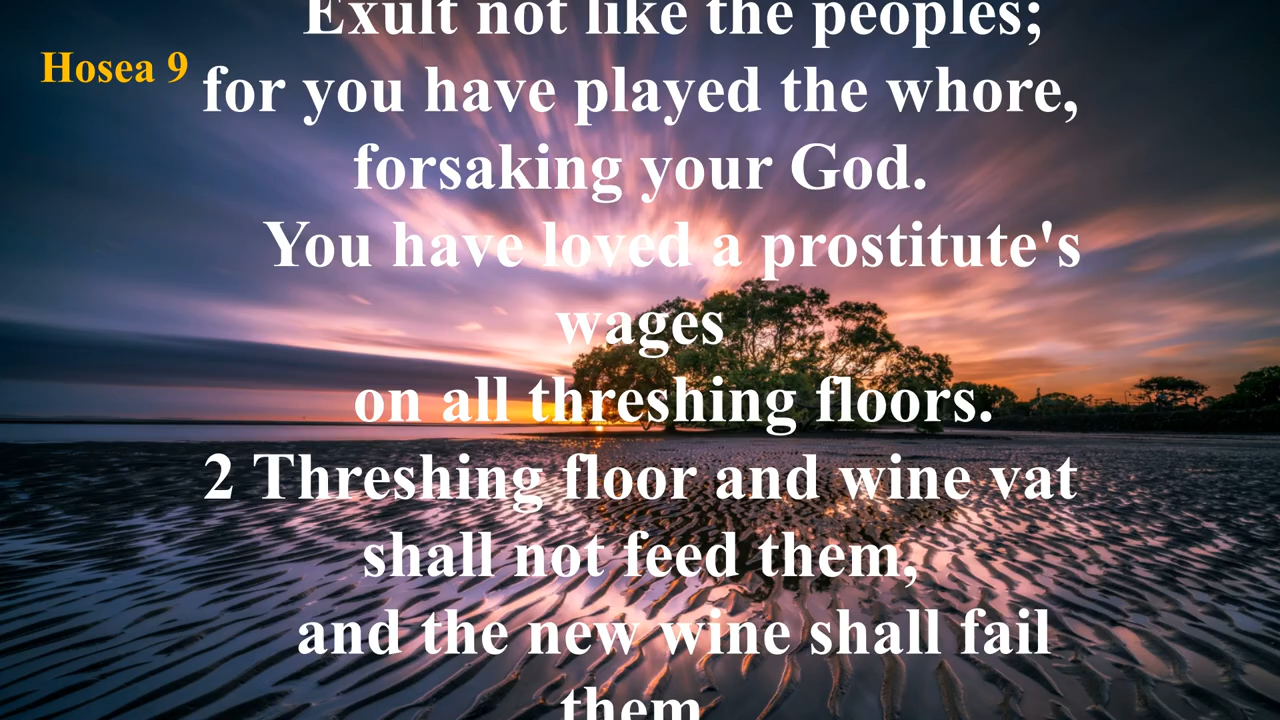 Exult not like the peoples;
Hosea 9
for you have played the whore,
forsaking your God.
You have loved a prostitute's
wages
on all threshing floors.
2 Threshing floor and wine vat
shall not feed them,
and the new wine shall fail
them.